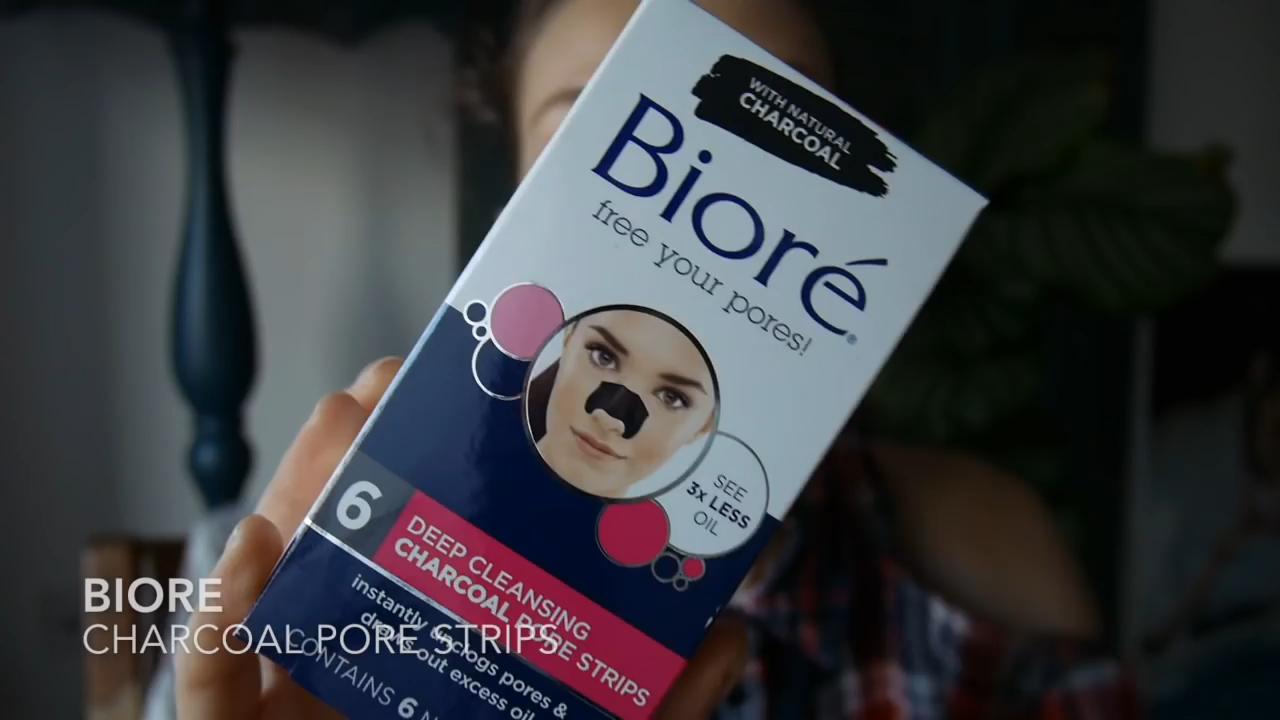 WITH NATURAL
CHARCOAL
Bioré®
free your pores!
SEE
3x LESS
OIL
6
DEEP CLEANSING
CHARCOAL PORE STRIPS
instantly unclogs pores &
draws out excess oil
CONTAINS 6
BIORE
CHARCOAL PORE STRIPS